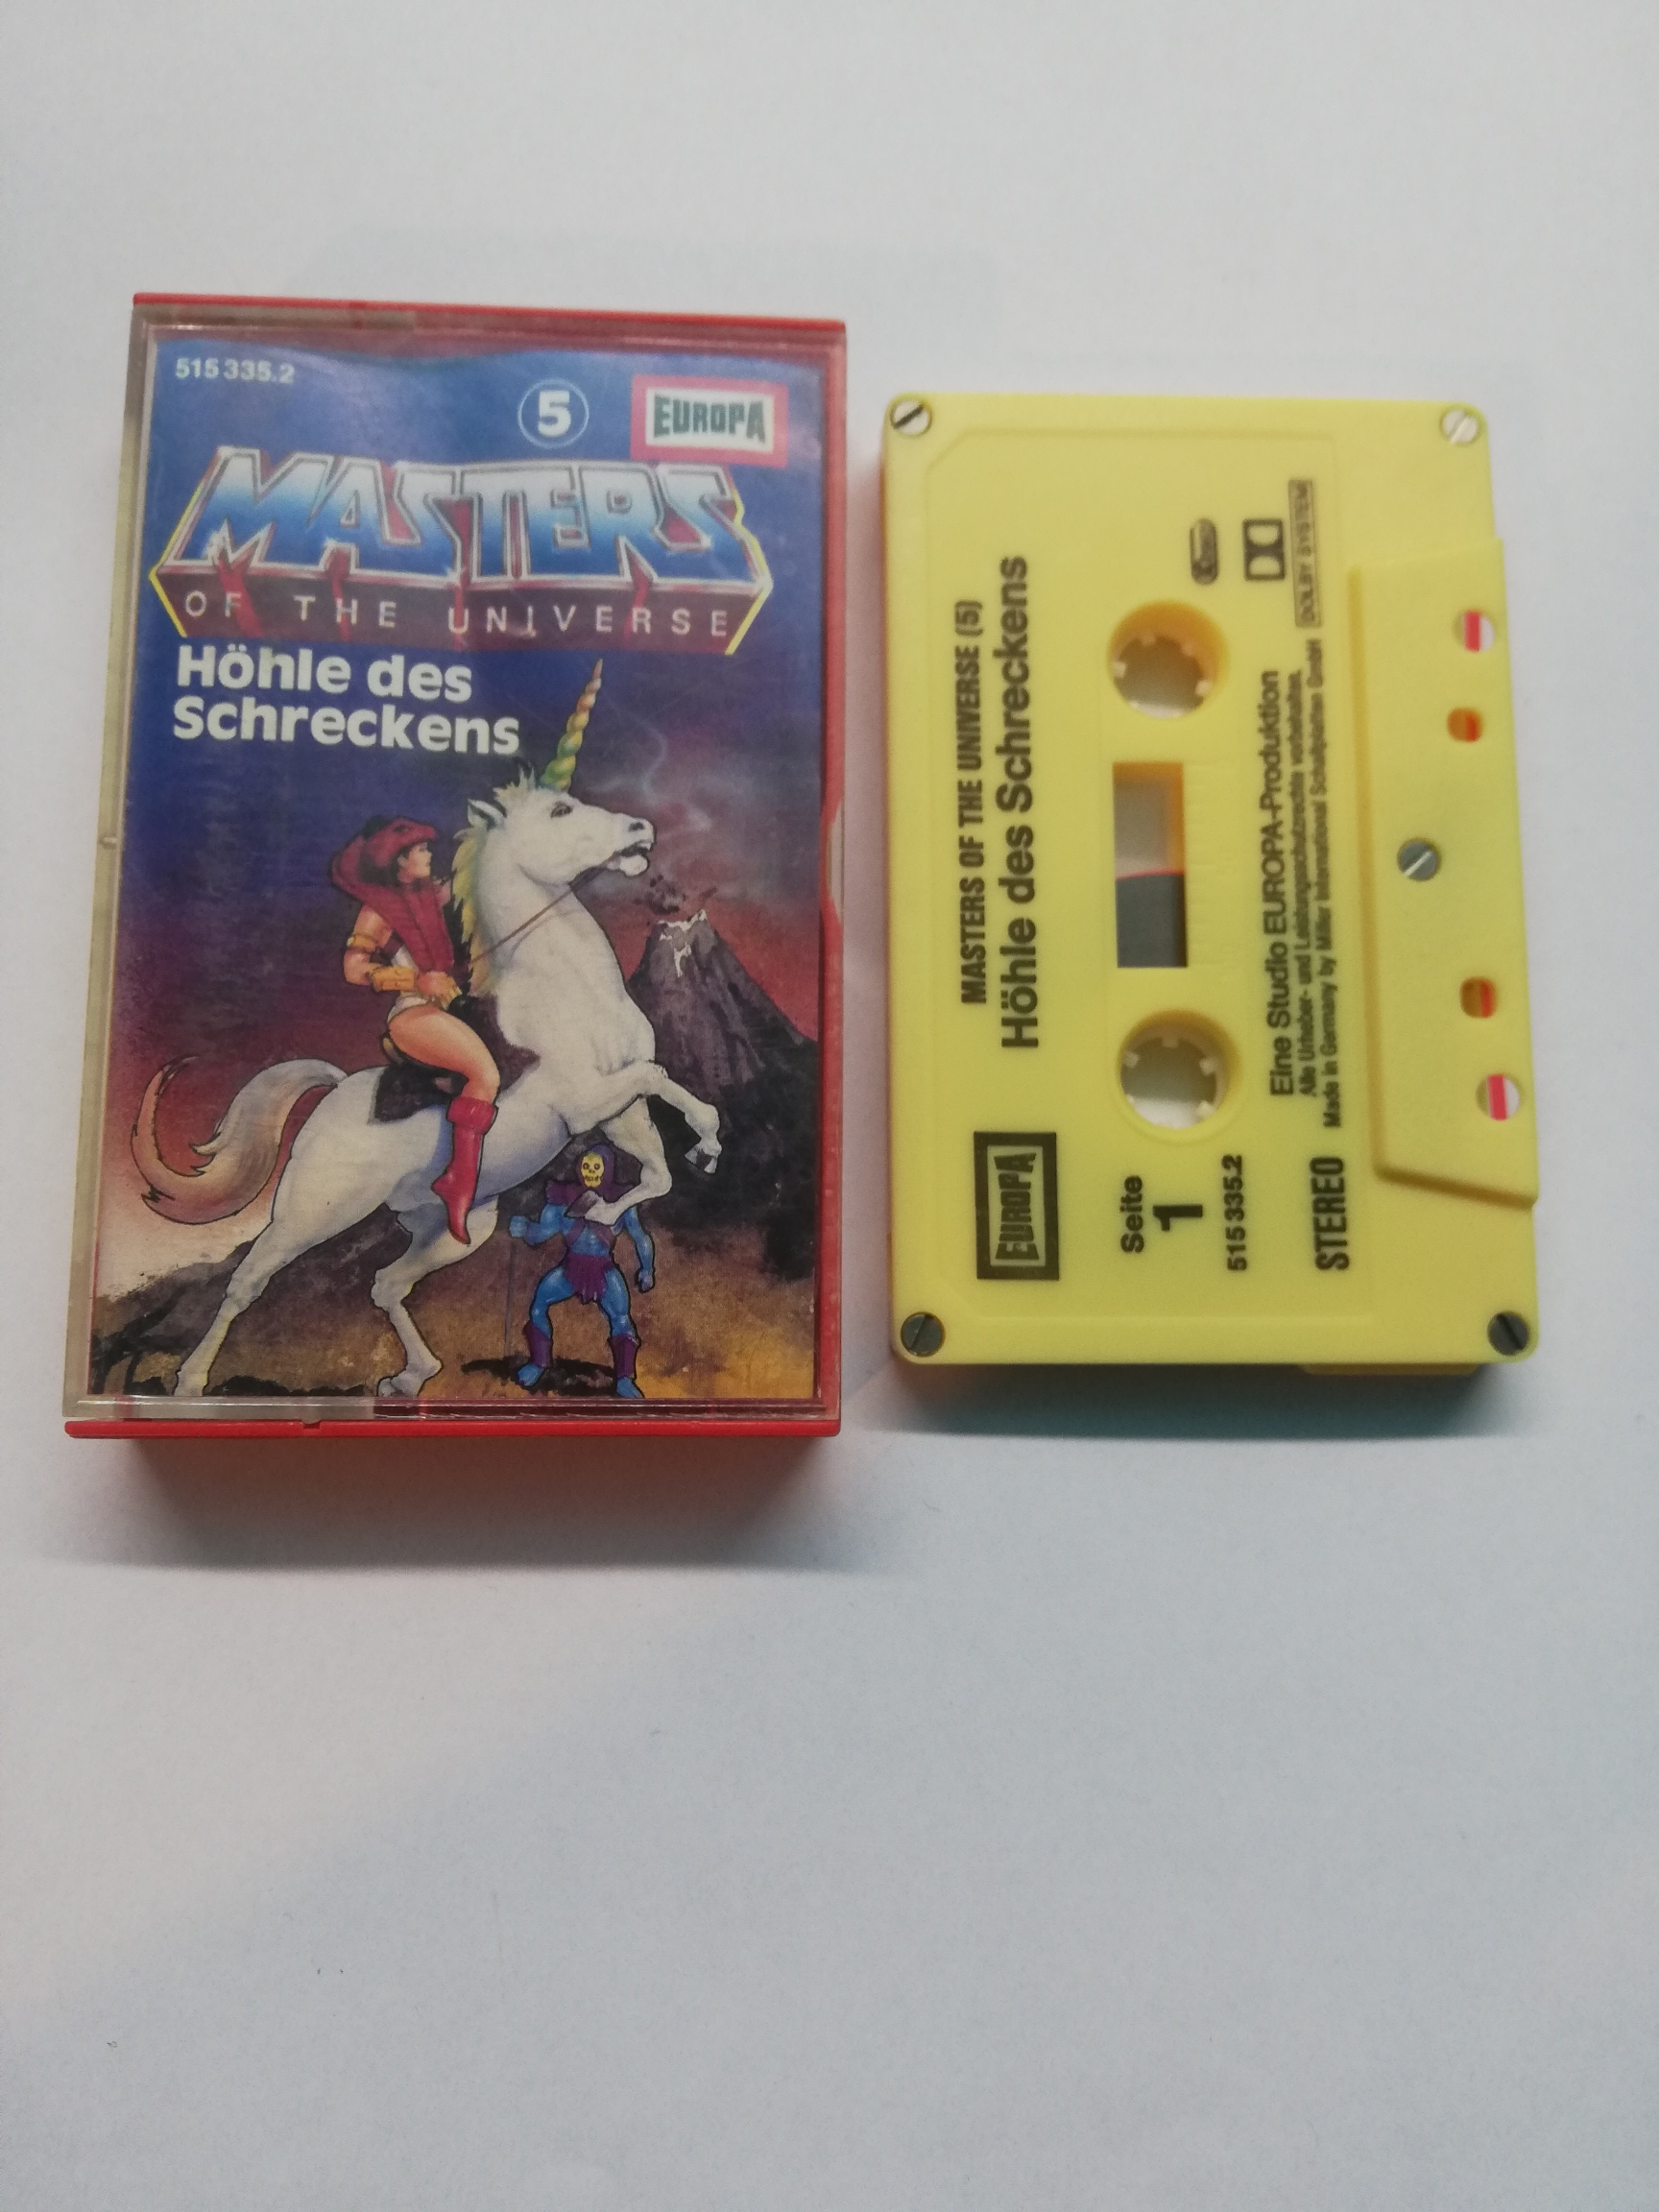 515 335.2
5
EUROPA
MASTERS
OF THE UNIVERSE
Höhle des
Schreckens
MASTERS OF THE UNIVERSE (5)
Höhle des Schreckens
EUROPA
Seite
1
515 335.2
STEREO
Eine Studio EUROPA-Produktion
Alle Urheber- und Leistungsschutzrechte vorbehalten.
Made in Germany by Miller International Schallplatten GmbH
DOLBY SYSTEM